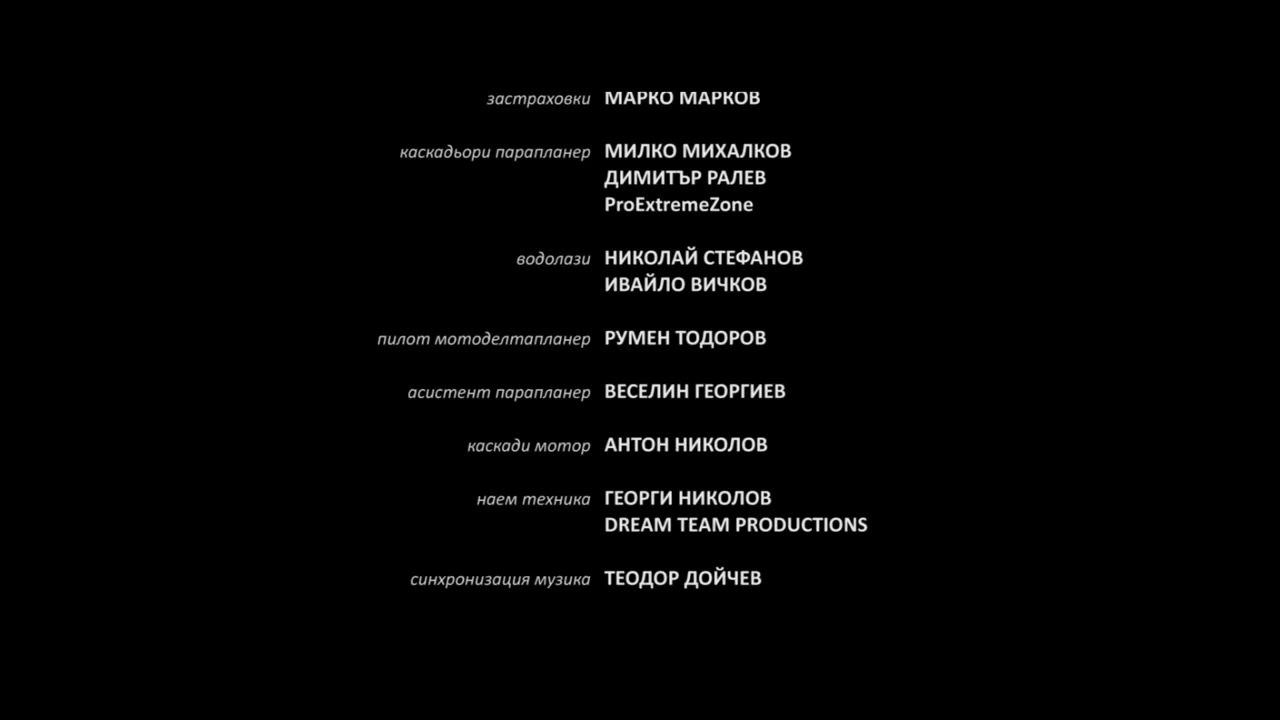 застраховки МАРКО МАРКОВ
каскадьори парапланер МИЛКО МИХАЛКОВ
ДИМИТЪР РАЛЕВ
ProExtremeZone
водолази НИКОЛАЙ СТЕФАНОВ
ИВАЙЛО ВИЧКОВ
пилот мотоделтапланер РУМЕН ТОДОРОВ
асистент парапланер ВЕСЕЛИН ГЕОРГИЕВ
каскади мотор АНТОН НИКОЛОВ
наем техника ГЕОРГИ НИКОЛОВ
DREAM TEAM PRODUCTIONS
синхронизация музика ТЕОДОР ДОЙЧЕВ